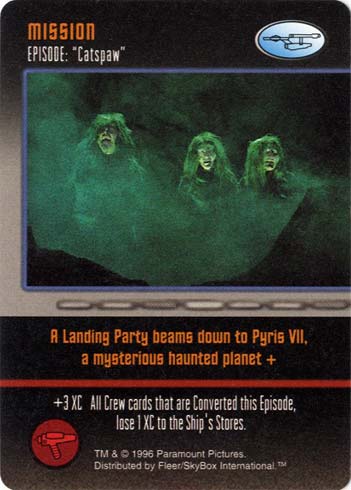 MISSION
EPISODE: "Catspaw"
A Landing Party beams down to Pyris VII,
a mysterious haunted planet +
+3 XC All Crew cards that are Converted this Episode,
lose 1 XC to the Ship's Stores.
TM & © 1996 Paramount Pictures.
Distributed by Fleer/SkyBox International.™